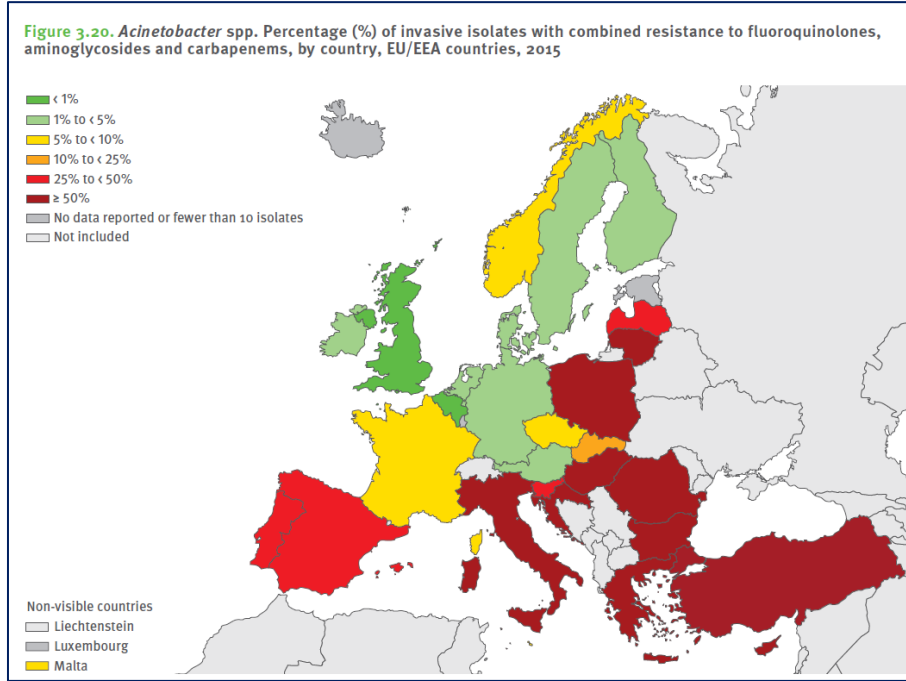 Figure 3.20. Acinetobacter spp. Percentage (%) of invasive isolates with combined resistance to fluoroquinolones,
aminoglycosides and carbapenems, by country, EU/EEA countries, 2015
< 1%
1% to < 5%
5% to < 10%
10% to < 25%
25% to < 50%
≥ 50%
No data reported or fewer than 10 isolates
Not included
Non-visible countries
Liechtenstein
Luxembourg
Malta